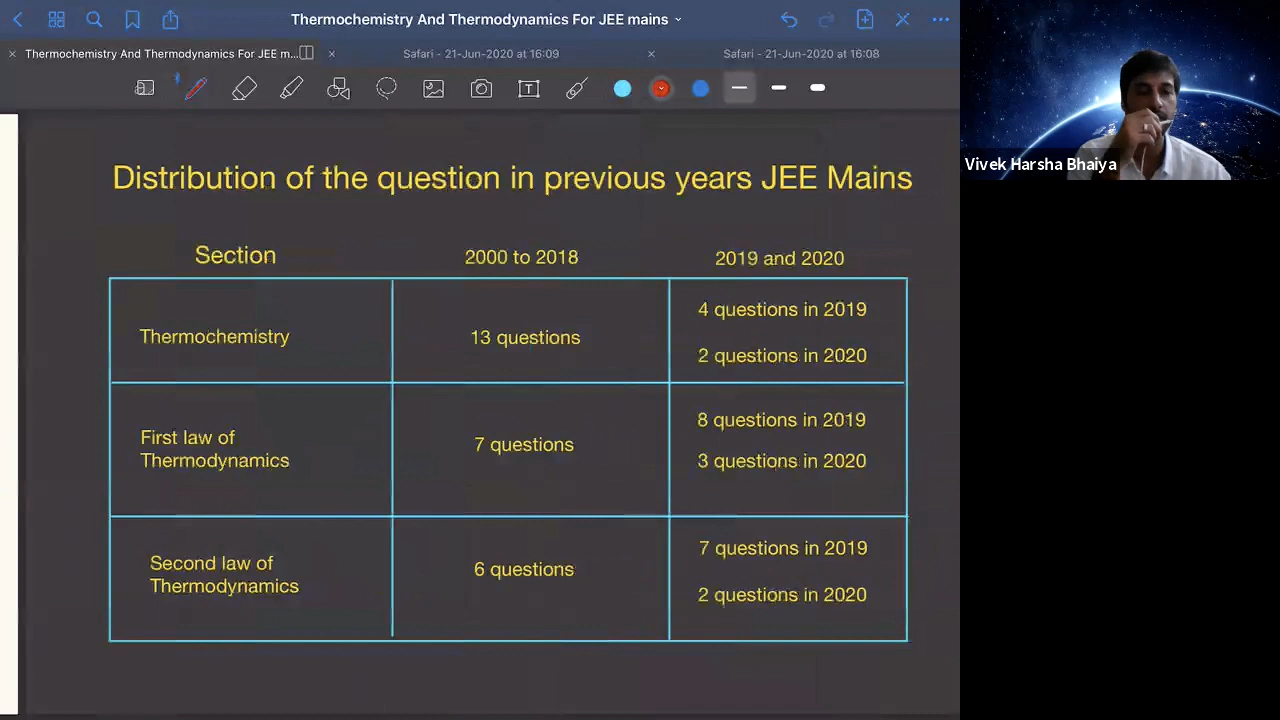 Thermochemistry And Thermodynamics For JEE mains
Thermochemistry And Thermodynamics For JEE m...
Safari - 21-Jun-2020 at 16:09
Safari - 21-Jun-2020 at 16:08
T
Vivek Harsha Bhaiya
Distribution of the question in previous years JEE Mains
Section
2000 to 2018
2019 and 2020
Thermochemistry
13 questions
4 questions in 2019
2 questions in 2020
First law of
Thermodynamics
7 questions
8 questions in 2019
3 questions in 2020
Second law of
Thermodynamics
6 questions
7 questions in 2019
2 questions in 2020